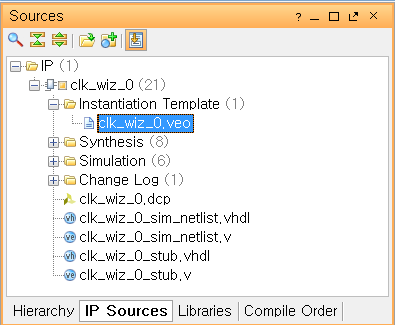 Sources
IP (1)
clk_wiz_0 (21)
Instantiation Template (1)
clk_wiz_0.veo
Synthesis (8)
Simulation (6)
Change Log (1)
clk_wiz_0.dcp
clk_wiz_0_sim_netlist.vhdl
clk_wiz_0_sim_netlist.v
clk_wiz_0_stub.vhdl
clk_wiz_0_stub.v
Hierarchy IP Sources Libraries Compile Order